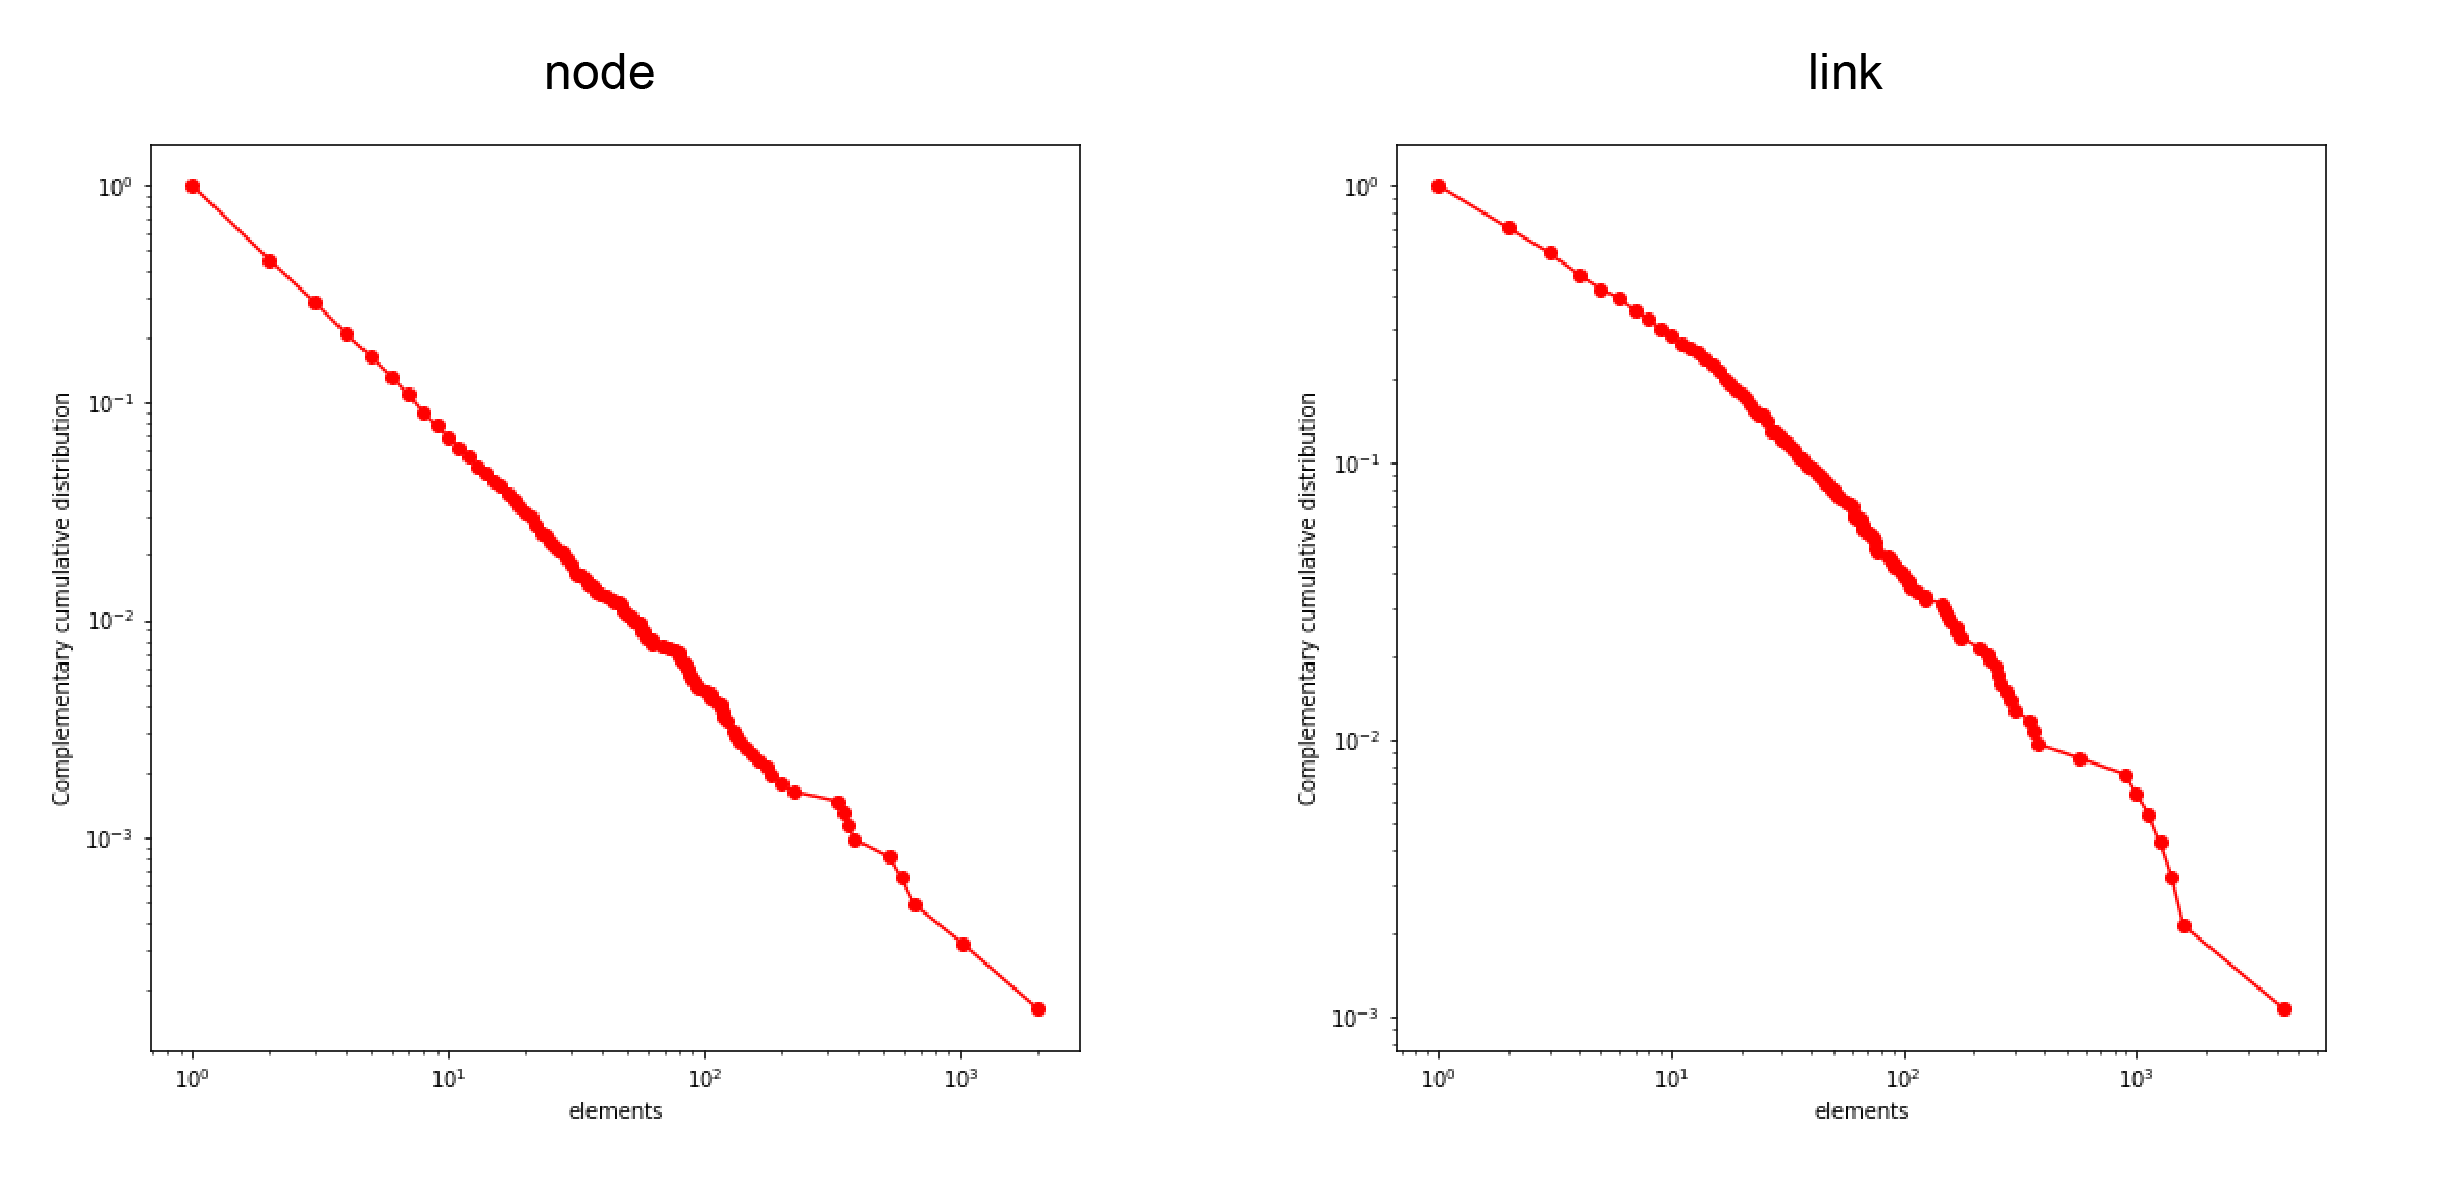 node
link
10⁰
10⁻¹
10⁻²
10⁻³
Complementary cumulative distribution
10⁰ 10¹ 10² 10³
elements
10⁰
10⁻¹
10⁻²
10⁻³
Complementary cumulative distribution
10⁰ 10¹ 10² 10³
elements